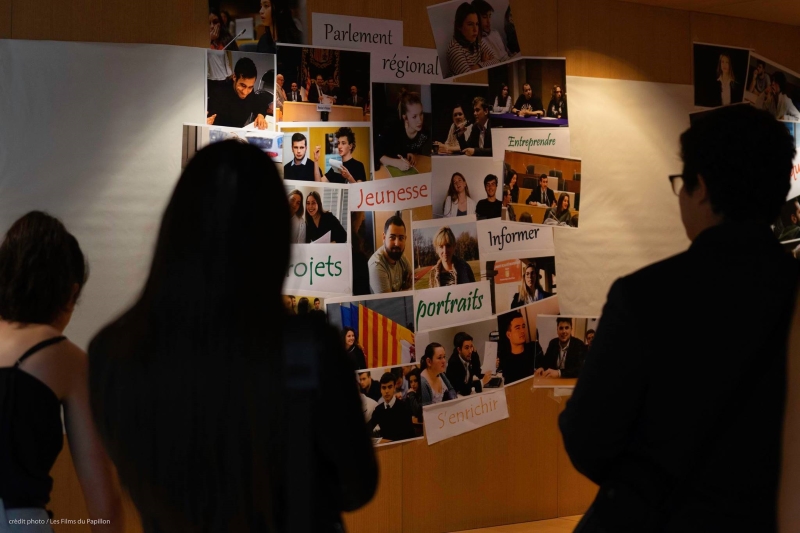 Parlement
régional
Entreprendre
Jeunesse
Informer
rojets
portraits
S'enrichir
crédit photo / Les Films du Papillon